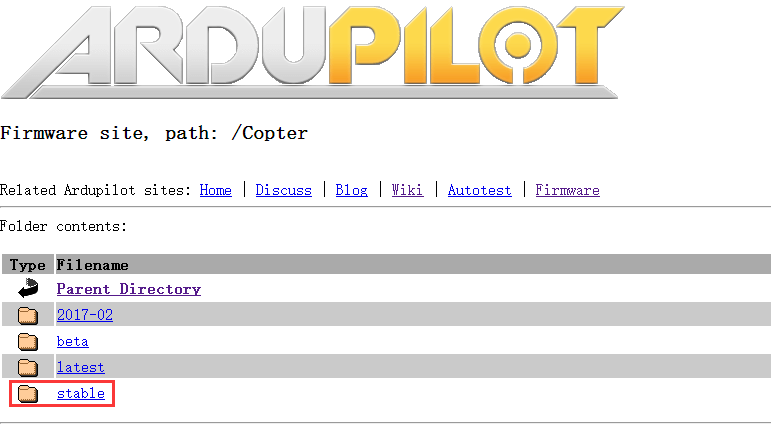 ARDUPILOT
Firmware site, path: /Copter
Related Ardupilot sites: Home | Discuss | Blog | Wiki | Autotest | Firmware
Folder contents:
Type Filename
Parent Directory
2017-02
beta
latest
stable